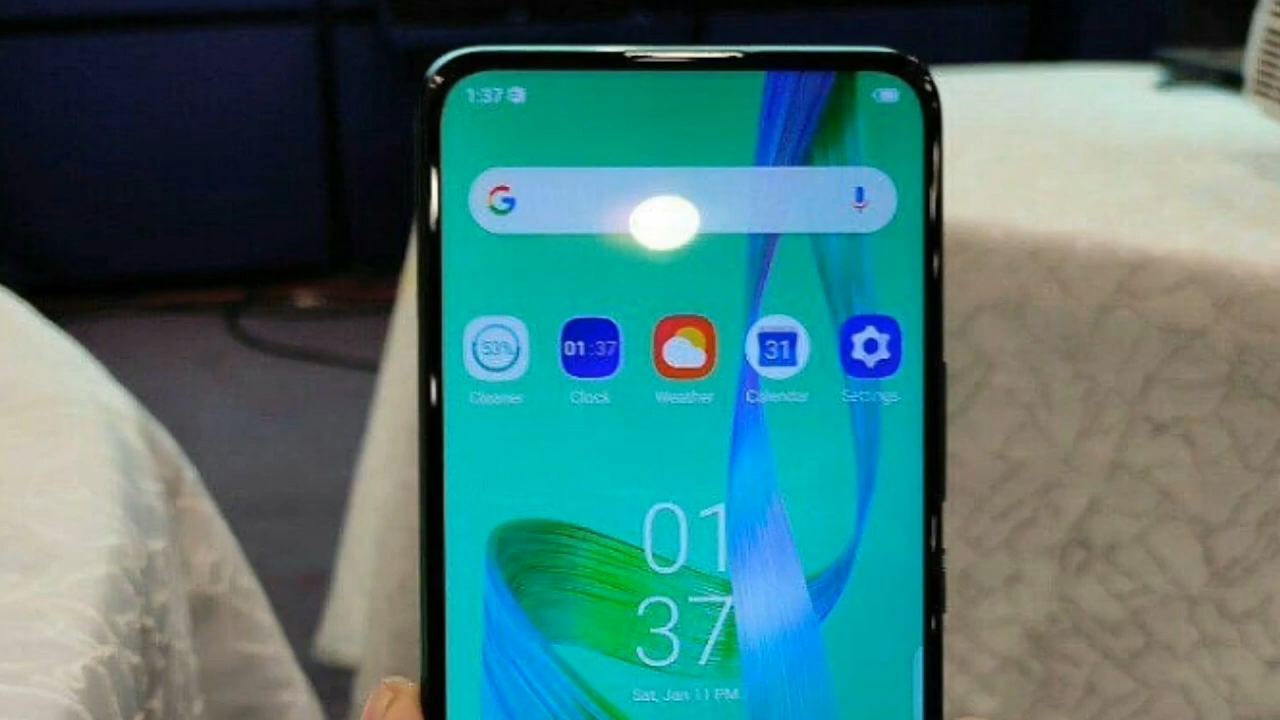 1:37
G
53%
01:37
31
Cleaner
Clock
Weather
Calendar
Settings
01
37
Sat, Jan 11 PM